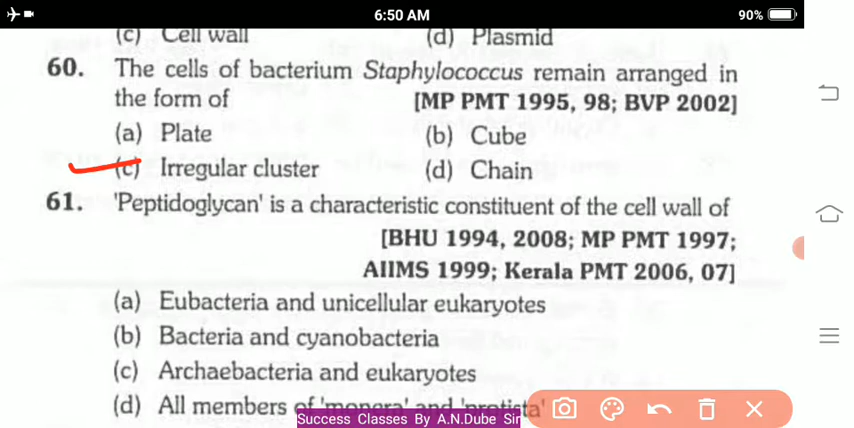 6:50 AM
90%
(c) Cell wall (d) Plasmid
60. The cells of bacterium Staphylococcus remain arranged in
the form of [MP PMT 1995, 98; BVP 2002]
(a) Plate (b) Cube
(c) Irregular cluster (d) Chain
61. 'Peptidoglycan' is a characteristic constituent of the cell wall of
[BHU 1994, 2008; MP PMT 1997;
AIIMS 1999; Kerala PMT 2006, 07]
(a) Eubacteria and unicellular eukaryotes
(b) Bacteria and cyanobacteria
(c) Archaebacteria and eukaryotes
(d) All members of 'monera' and 'protista'
Success Classes By A.N.Dube Sir